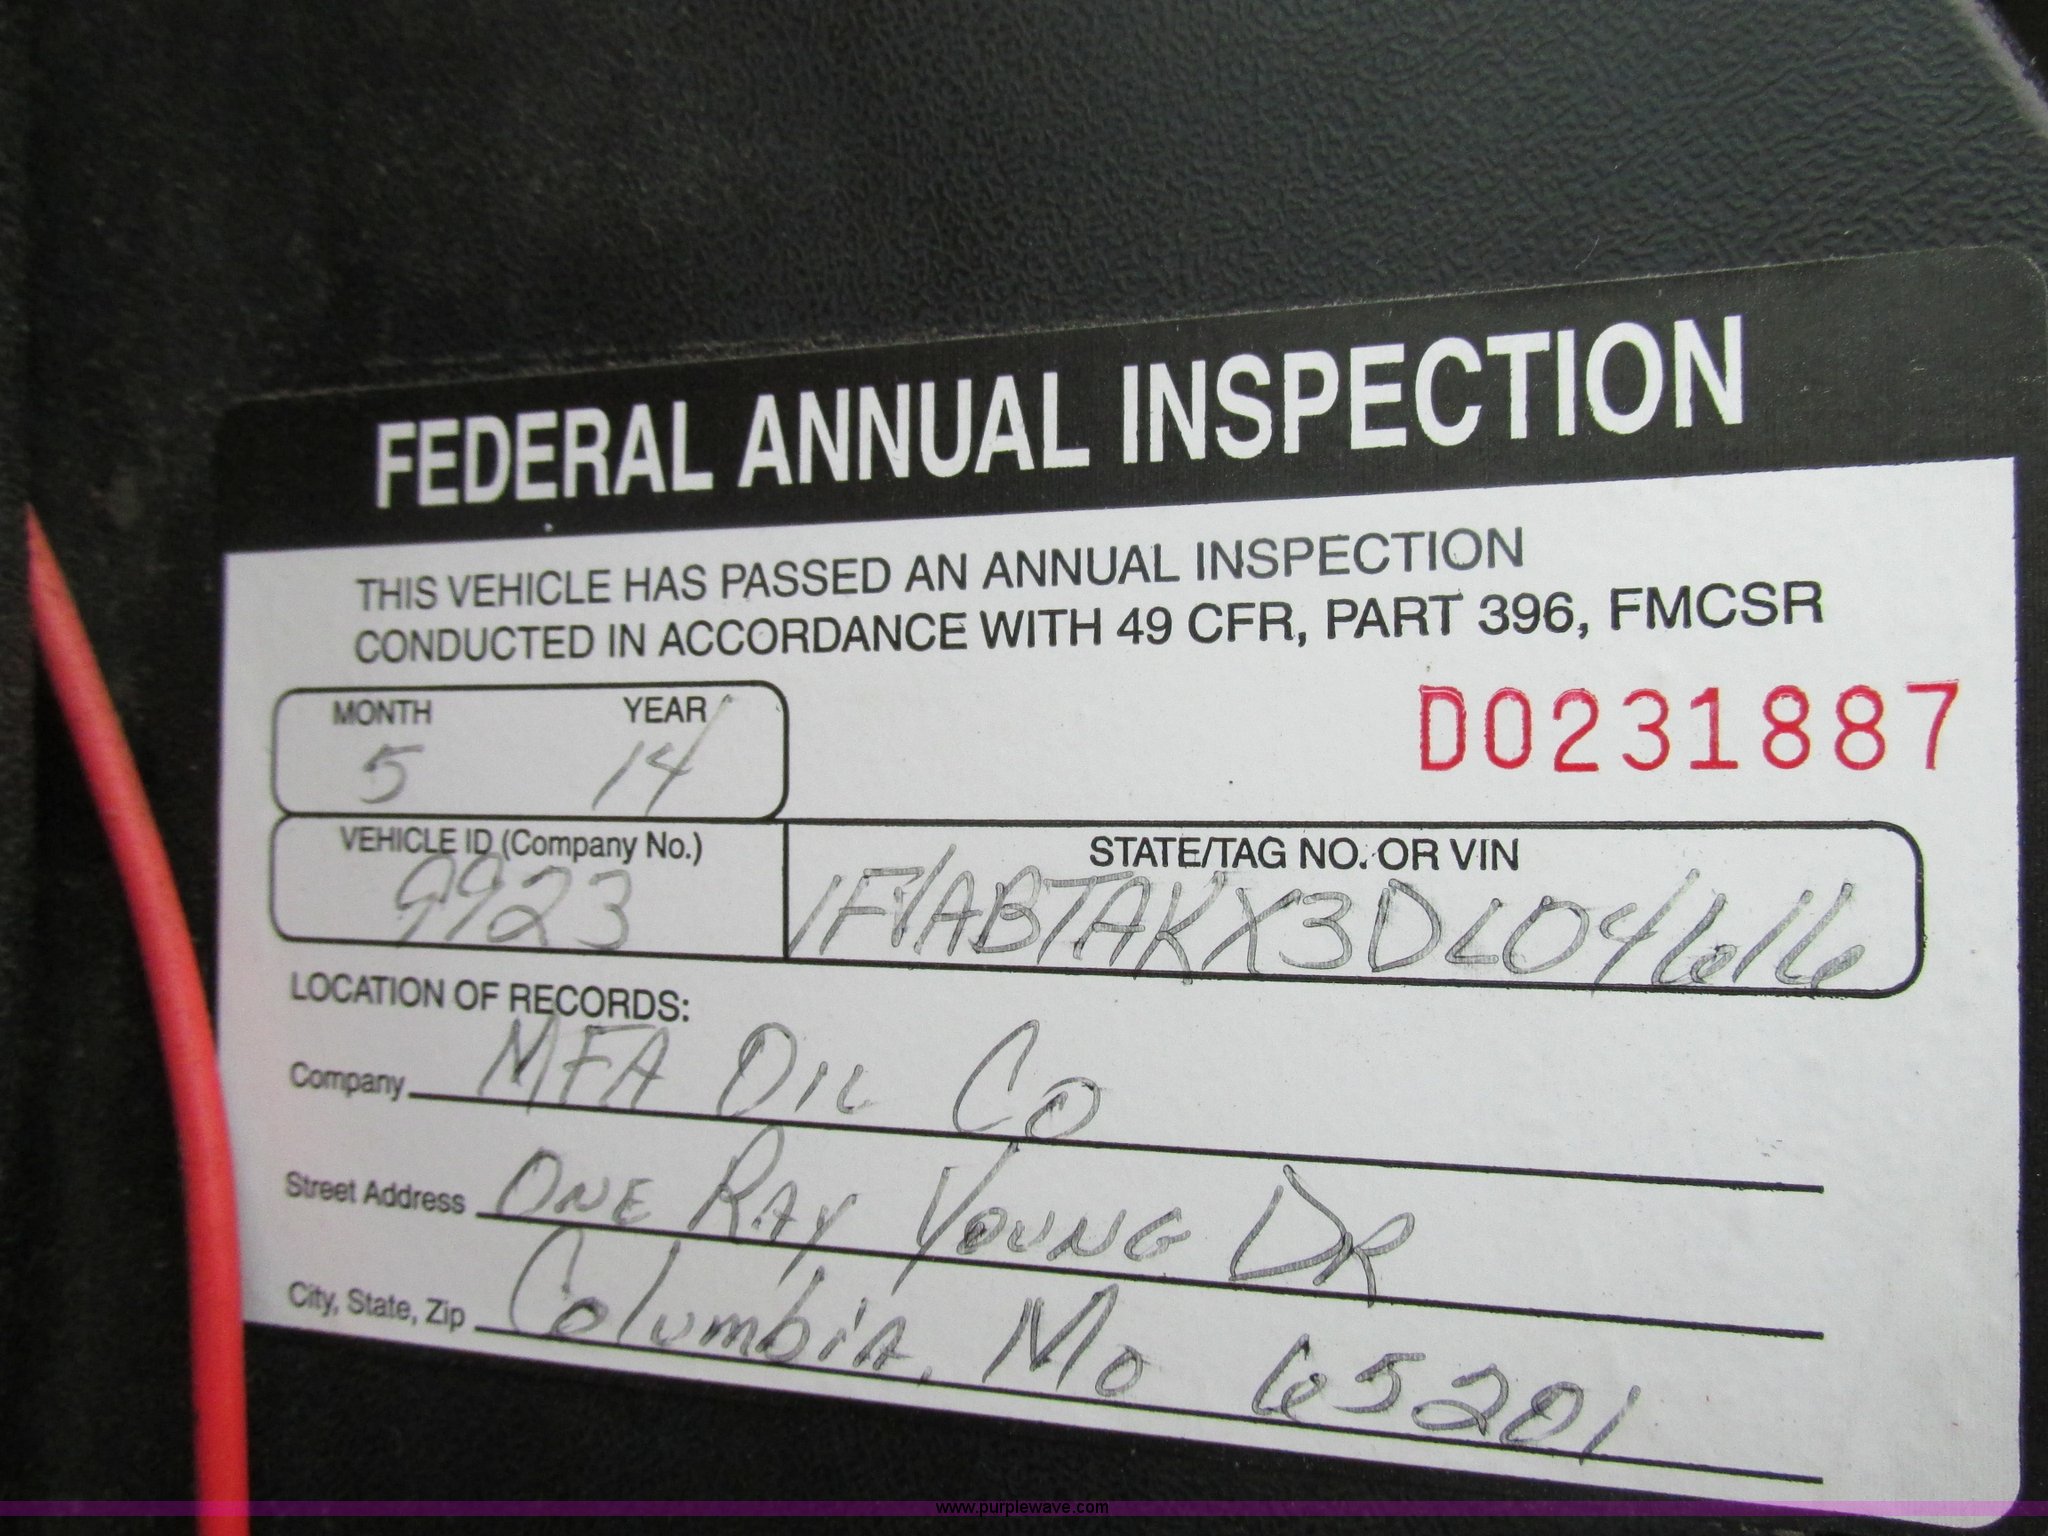 FEDERAL ANNUAL INSPECTION
THIS VEHICLE HAS PASSED AN ANNUAL INSPECTION
CONDUCTED IN ACCORDANCE WITH 49 CFR, PART 396, FMCSR
MONTH YEAR
5 14
D0231887
VEHICLE ID (Company No.)
9923
STATE/TAG NO. OR VIN
1F1ABTAKX3DL04616
LOCATION OF RECORDS:
Company MFA OIL CO
Street Address ONE RAY YOUNG DR
City, State, Zip Columbia, Mo 65201
www.purplewave.com